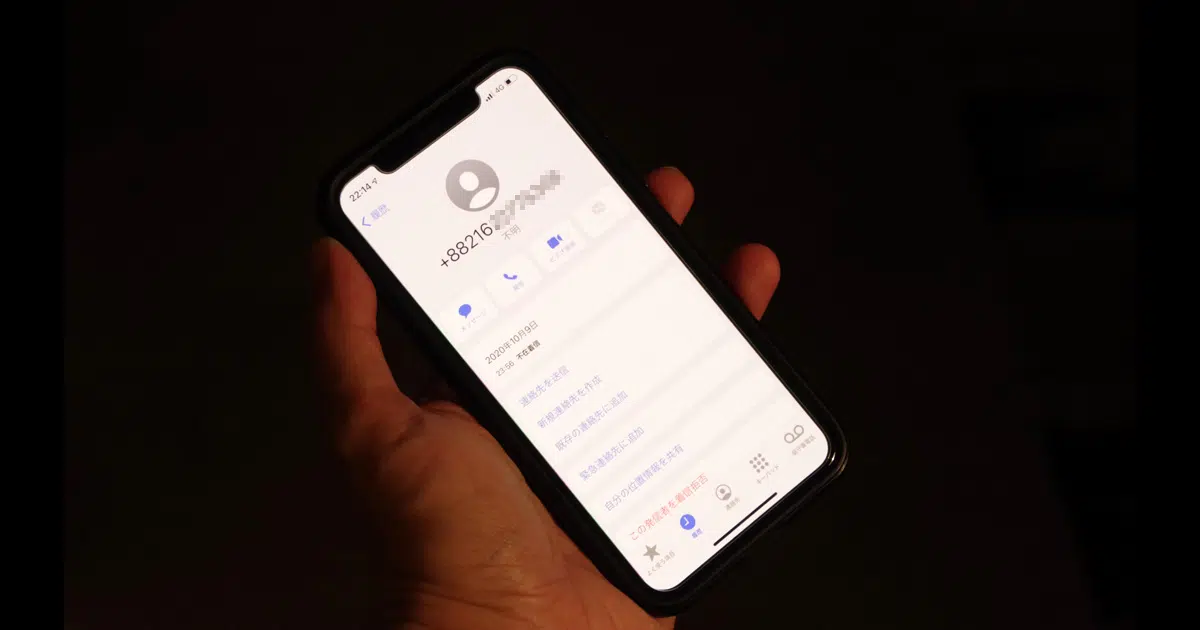 22:14
4G
履歴
+88216
不明
メッセージ
発信
ビデオ通話
2020年10月9日
23:56 不在着信
連絡先を送信
新規連絡先を作成
既存の連絡先に追加
緊急連絡先に追加
自分の位置情報を共有
この発信者を着信拒否
よく使う項目
履歴
連絡先
キーパッド
留守番電話